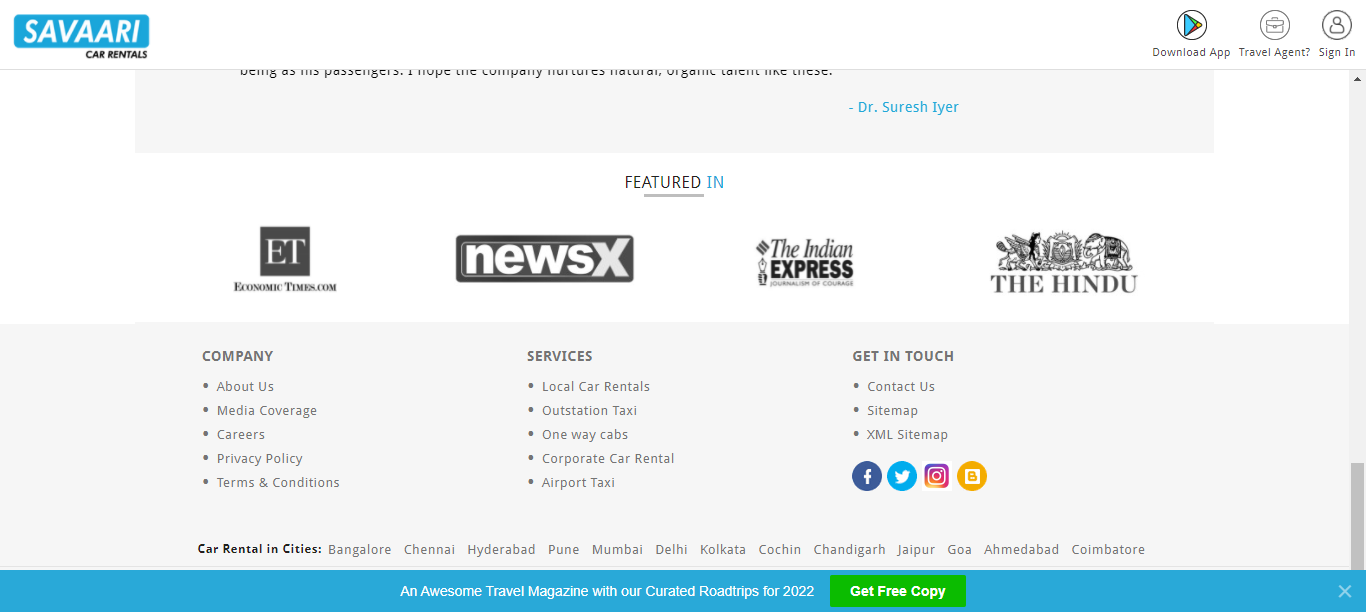 SAVAARI
CAR RENTALS
Download App Travel Agent? Sign In
being as his passengers. I hope the company nurtures natural, organic talent like these.
- Dr. Suresh Iyer
FEATURED IN
ET
ECONOMIC TIMES.COM
newsX
The Indian
EXPRESS
JOURNALISM OF COURAGE
THE HINDU
COMPANY
• About Us
• Media Coverage
• Careers
• Privacy Policy
• Terms & Conditions
SERVICES
• Local Car Rentals
• Outstation Taxi
• One way cabs
• Corporate Car Rental
• Airport Taxi
GET IN TOUCH
• Contact Us
• Sitemap
• XML Sitemap
Car Rental in Cities: Bangalore Chennai Hyderabad Pune Mumbai Delhi Kolkata Cochin Chandigarh Jaipur Goa Ahmedabad Coimbatore
An Awesome Travel Magazine with our Curated Roadtrips for 2022 Get Free Copy